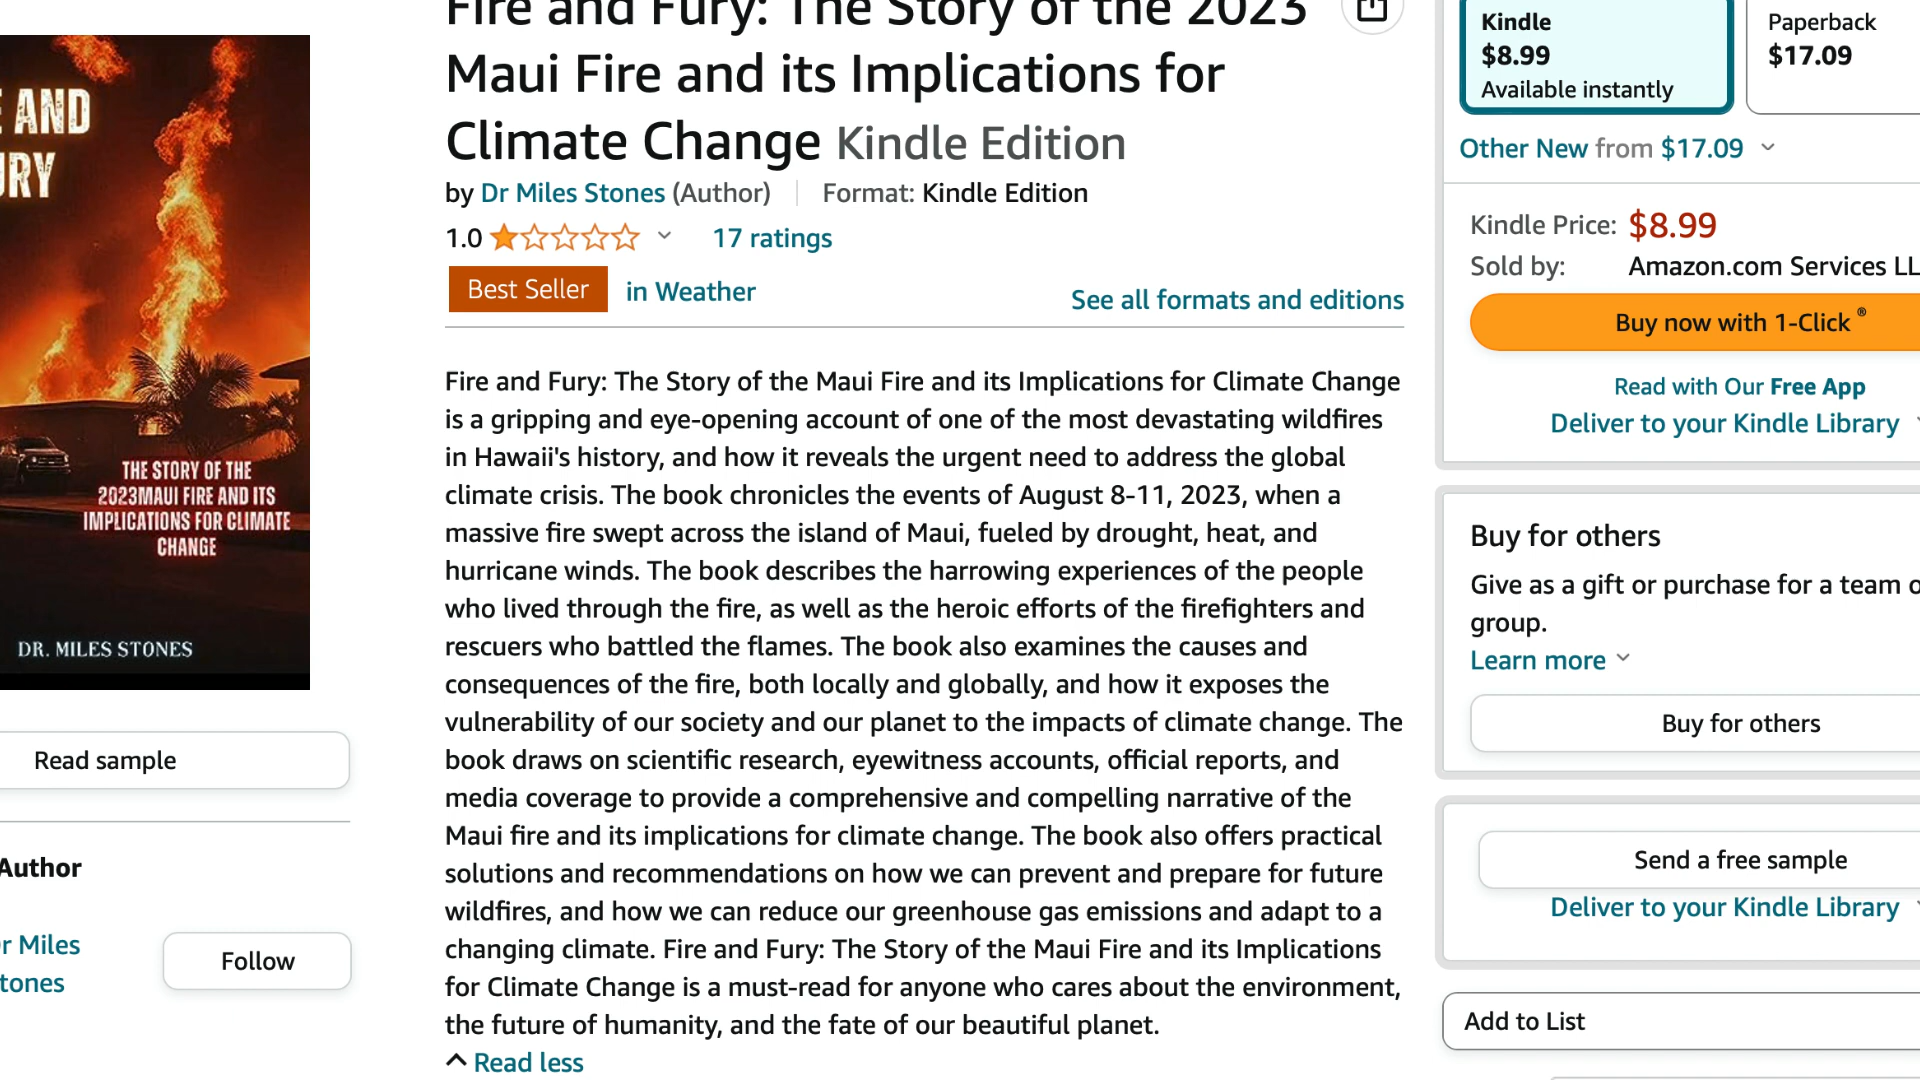 E AND
URY
THE STORY OF THE
2023MAUI FIRE AND ITS
IMPLICATIONS FOR CLIMATE
CHANGE
DR. MILES STONES
Read sample
Author
r Miles
tones
Follow
Fire and Fury: The Story of the 2023
Maui Fire and its Implications for
Climate Change Kindle Edition
by Dr Miles Stones (Author) Format: Kindle Edition
1.0 17 ratings
Best Seller in Weather
See all formats and editions
Fire and Fury: The Story of the Maui Fire and its Implications for Climate Change
is a gripping and eye-opening account of one of the most devastating wildfires
in Hawaii's history, and how it reveals the urgent need to address the global
climate crisis. The book chronicles the events of August 8-11, 2023, when a
massive fire swept across the island of Maui, fueled by drought, heat, and
hurricane winds. The book describes the harrowing experiences of the people
who lived through the fire, as well as the heroic efforts of the firefighters and
rescuers who battled the flames. The book also examines the causes and
consequences of the fire, both locally and globally, and how it exposes the
vulnerability of our society and our planet to the impacts of climate change. The
book draws on scientific research, eyewitness accounts, official reports, and
media coverage to provide a comprehensive and compelling narrative of the
Maui fire and its implications for climate change. The book also offers practical
solutions and recommendations on how we can prevent and prepare for future
wildfires, and how we can reduce our greenhouse gas emissions and adapt to a
changing climate. Fire and Fury: The Story of the Maui Fire and its Implications
for Climate Change is a must-read for anyone who cares about the environment,
the future of humanity, and the fate of our beautiful planet.
Read less
Kindle
$8.99
Available instantly
Paperback
$17.09
Other New from $17.09
Kindle Price: $8.99
Sold by: Amazon.com Services LL
Buy now with 1-Click ®
Read with Our Free App
Deliver to your Kindle Library
Buy for others
Give as a gift or purchase for a team o
group.
Learn more
Buy for others
Send a free sample
Deliver to your Kindle Library
Add to List